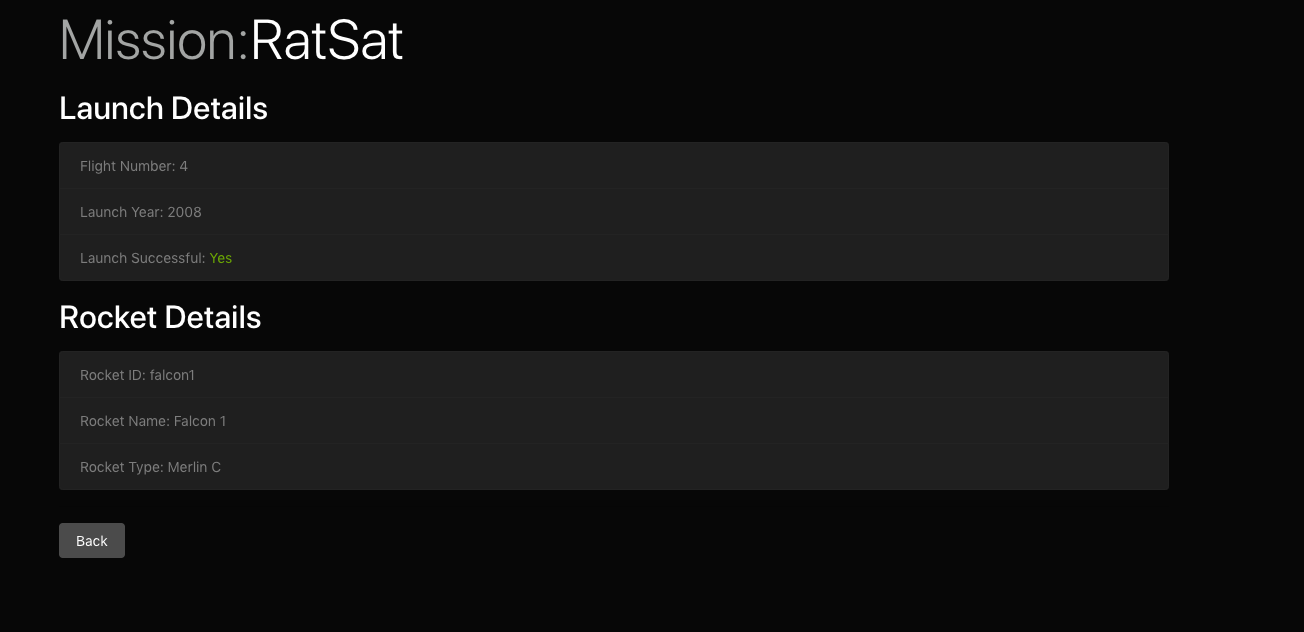 Mission:RatSat
Launch Details
Flight Number: 4
Launch Year: 2008
Launch Successful: Yes
Rocket Details
Rocket ID: falcon1
Rocket Name: Falcon 1
Rocket Type: Merlin C
Back